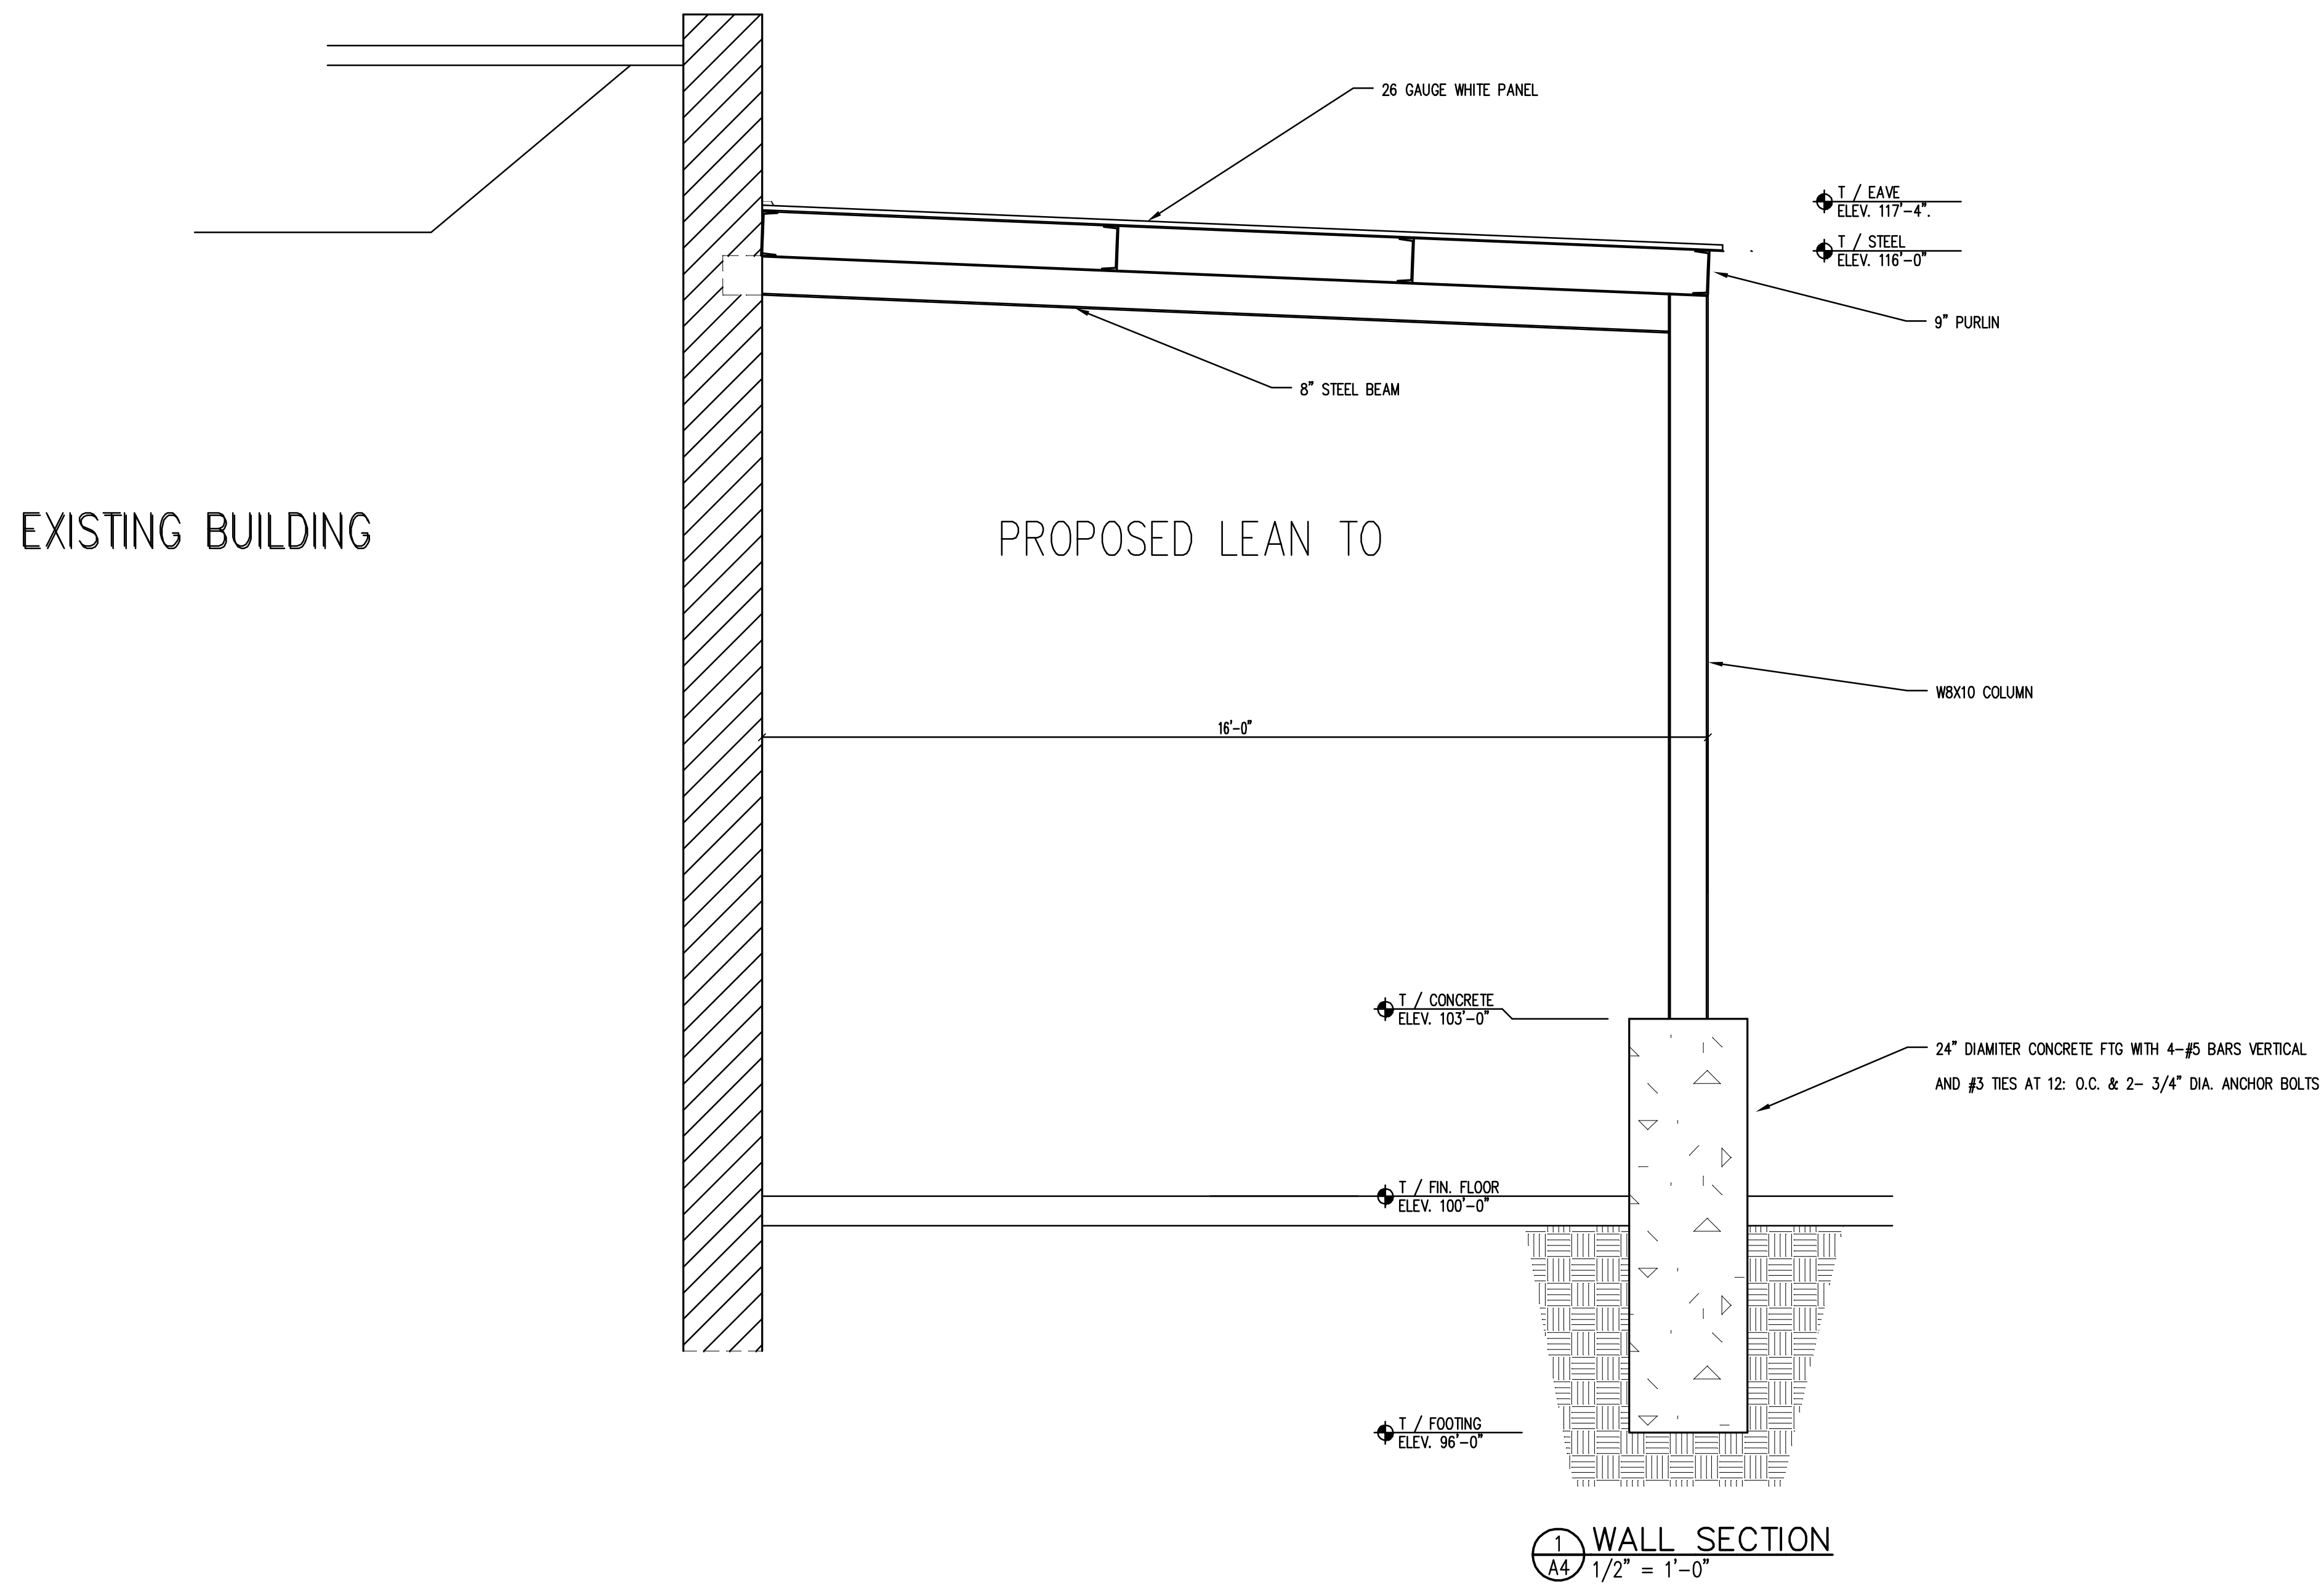 26 GAUGE WHITE PANEL
T / EAVE
ELEV. 117'-4".
T / STEEL
ELEV. 116'-0"
9" PURLIN
8" STEEL BEAM
EXISTING BUILDING
PROPOSED LEAN TO
W8X10 COLUMN
16'-0"
T / CONCRETE
ELEV. 103'-0"
24" DIAMITER CONCRETE FTG WITH 4-#5 BARS VERTICAL
AND #3 TIES AT 12: O.C. & 2- 3/4" DIA. ANCHOR BOLTS
T / FIN. FLOOR
ELEV. 100'-0"
T / FOOTING
ELEV. 96'-0"
1
A4
WALL SECTION
1/2" = 1'-0"